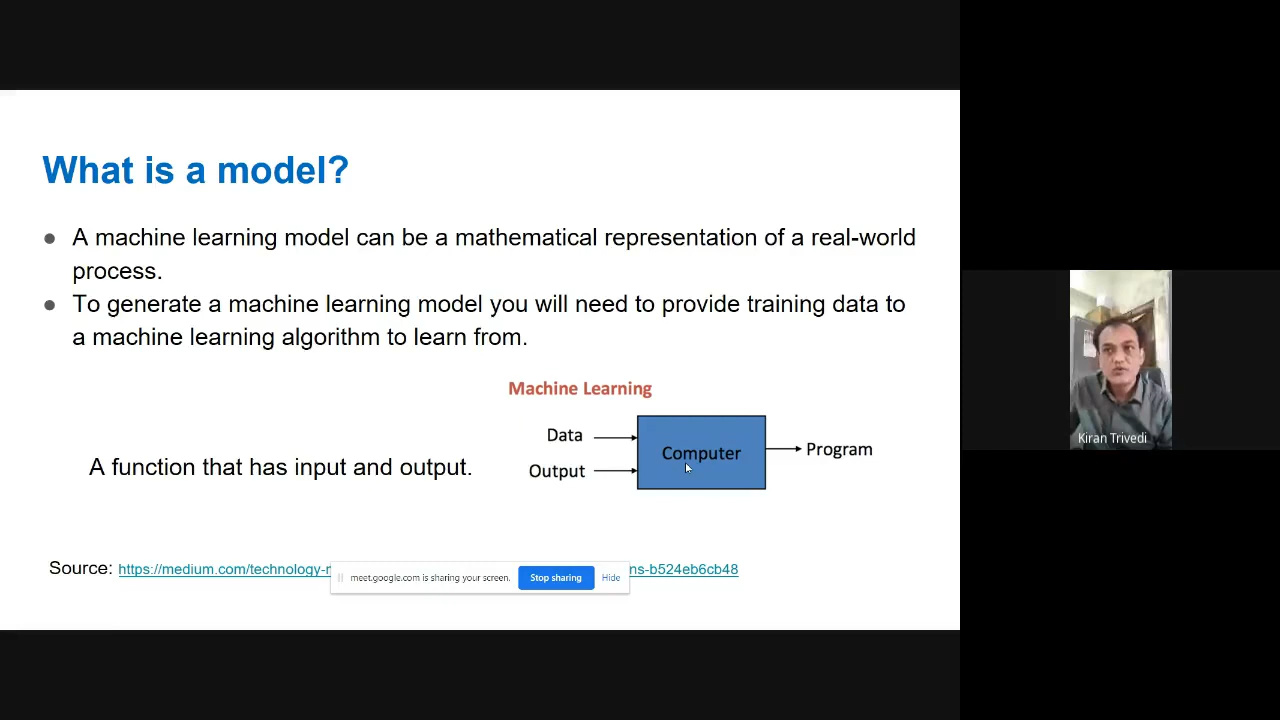 What is a model?
● A machine learning model can be a mathematical representation of a real-world
process.
● To generate a machine learning model you will need to provide training data to
a machine learning algorithm to learn from.
Machine Learning
Data
Output
Computer
Program
A function that has input and output.
Source: https://medium.com/technology- ns-b524eb6cb48
meet.google.com is sharing your screen. Stop sharing Hide
Kiran Trivedi